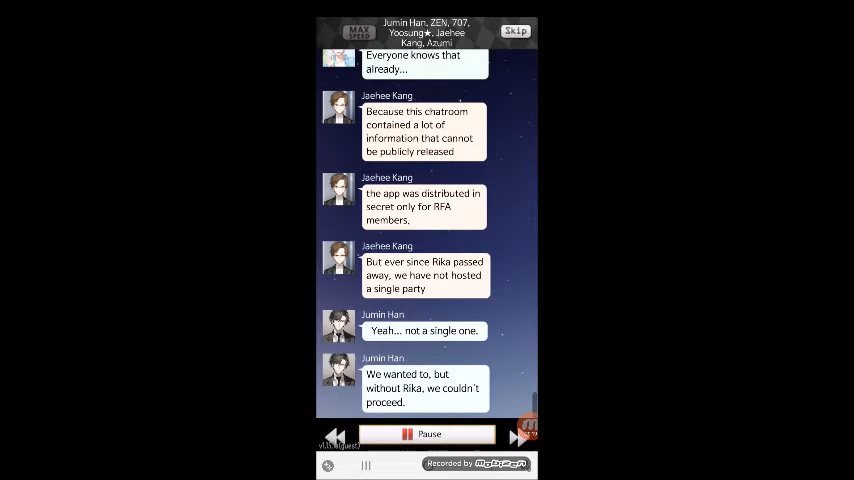 Jumin Han, ZEN, 707,
Yoosung★, Jaehee
Kang, Azumi
MAX
SPEED
Skip
Everyone knows that
already...
Jaehee Kang
Because this chatroom
contained a lot of
information that cannot
be publicly released
Jaehee Kang
the app was distributed in
secret only for RFA
members.
Jaehee Kang
But ever since Rika passed
away, we have not hosted
a single party
Jumin Han
Yeah... not a single one.
Jumin Han
We wanted to, but
without Rika, we couldn't
proceed.
Pause
Recorded by mobizen